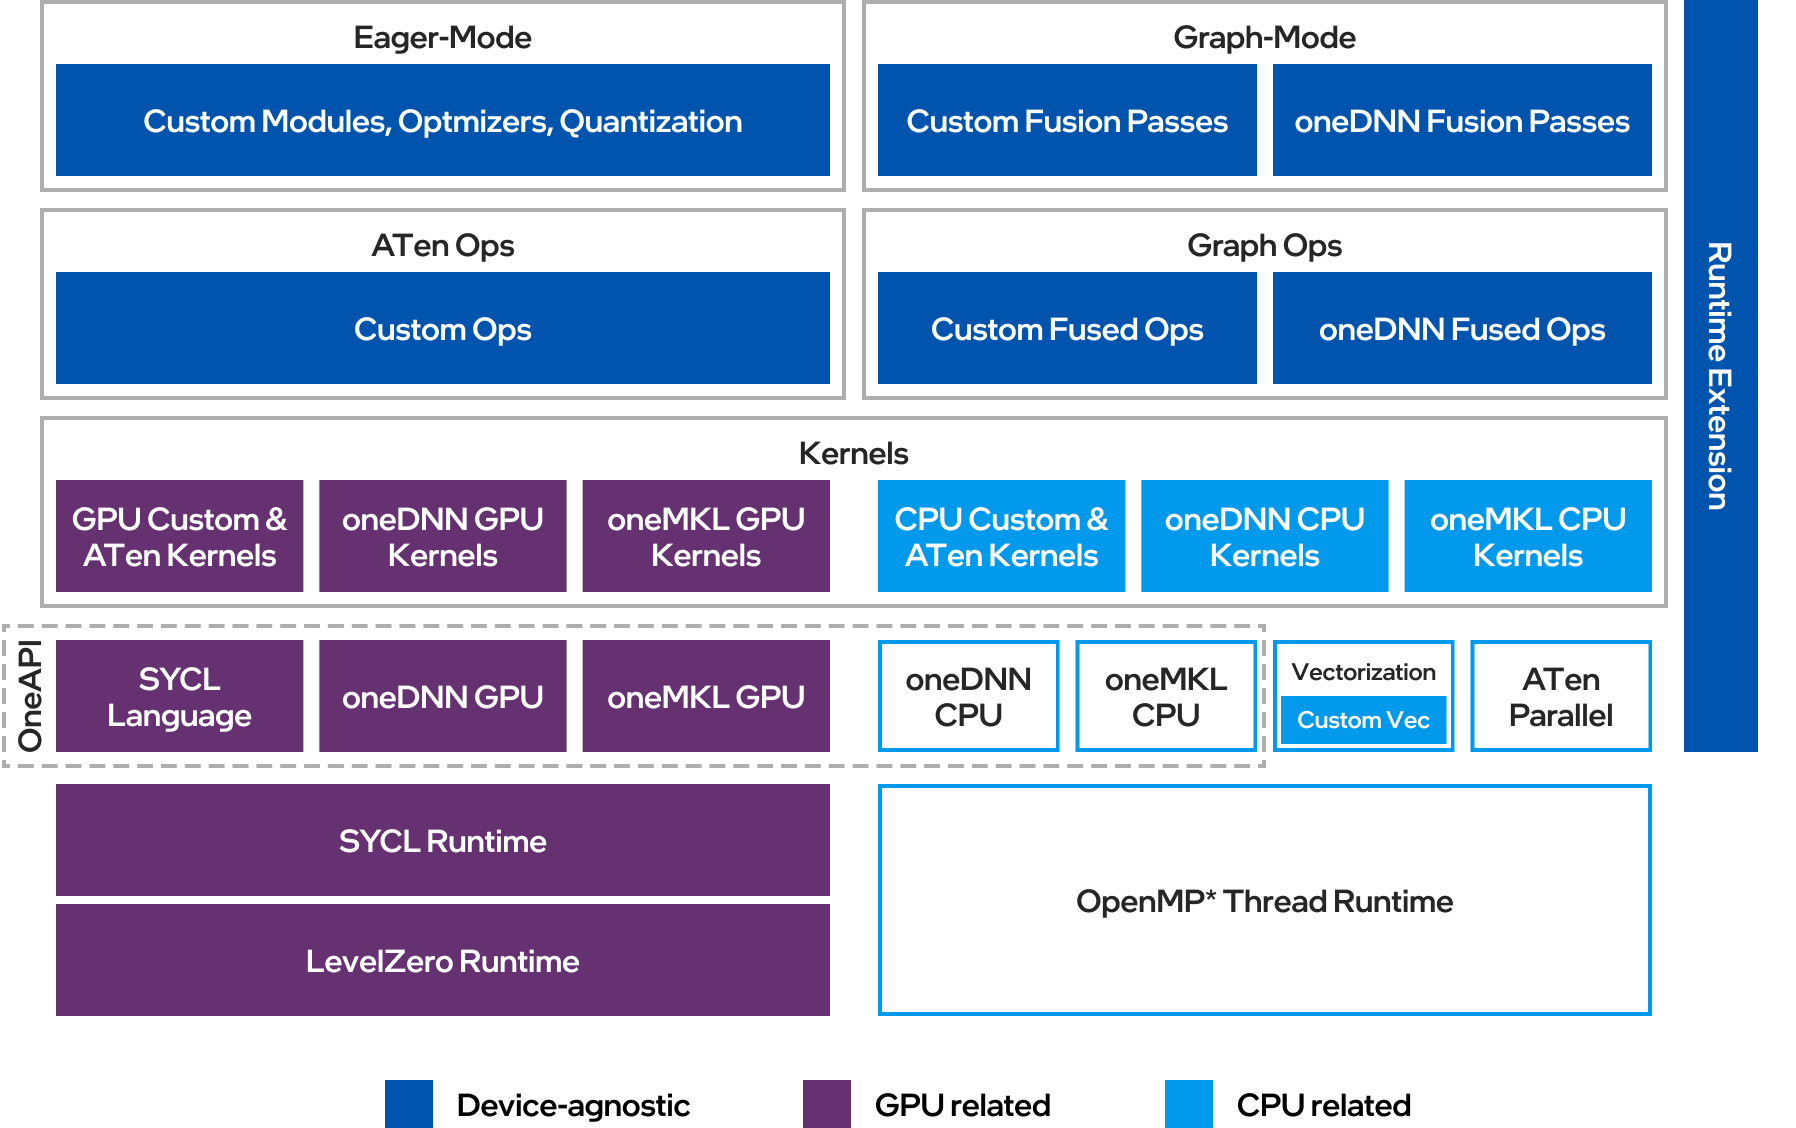 Eager-Mode
Custom Modules, Optmizers, Quantization
Graph-Mode
Custom Fusion Passes
oneDNN Fusion Passes
ATen Ops
Custom Ops
Graph Ops
Custom Fused Ops
oneDNN Fused Ops
Runtime Extension
Kernels
GPU Custom &
ATen Kernels
oneDNN GPU
Kernels
oneMKL GPU
Kernels
CPU Custom &
ATen Kernels
oneDNN CPU
Kernels
oneMKL CPU
Kernels
OneAPI
SYCL
Language
oneDNN GPU
oneMKL GPU
oneDNN
CPU
oneMKL
CPU
Vectorization
Custom Vec
ATen
Parallel
SYCL Runtime
LevelZero Runtime
OpenMP* Thread Runtime
Device-agnostic
GPU related
CPU related